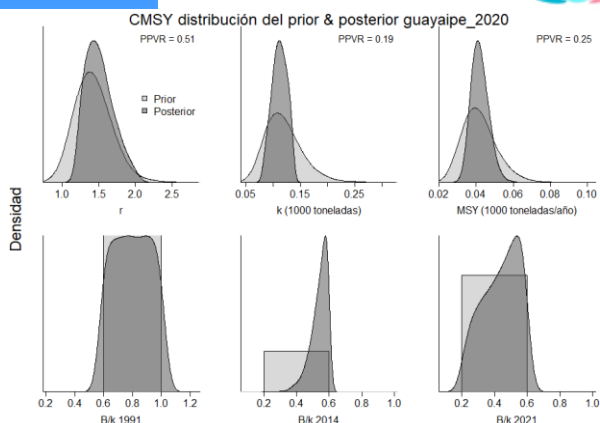 CMSY distribución del prior & posterior guayaipe_2020
PPVR = 0.51
Prior
Posterior
1.0 1.5 2.0 2.5
r
PPVR = 0.19
0.05 0.15 0.25
k (1000 toneladas)
PPVR = 0.25
0.02 0.04 0.06 0.08 0.10
MSY (1000 toneladas/año)
Densidad
0.2 0.4 0.6 0.8 1.0 1.2
B/k 1991
0.2 0.4 0.6 0.8 1.0
B/k 2014
0.2 0.4 0.6 0.8 1.0
B/k 2021